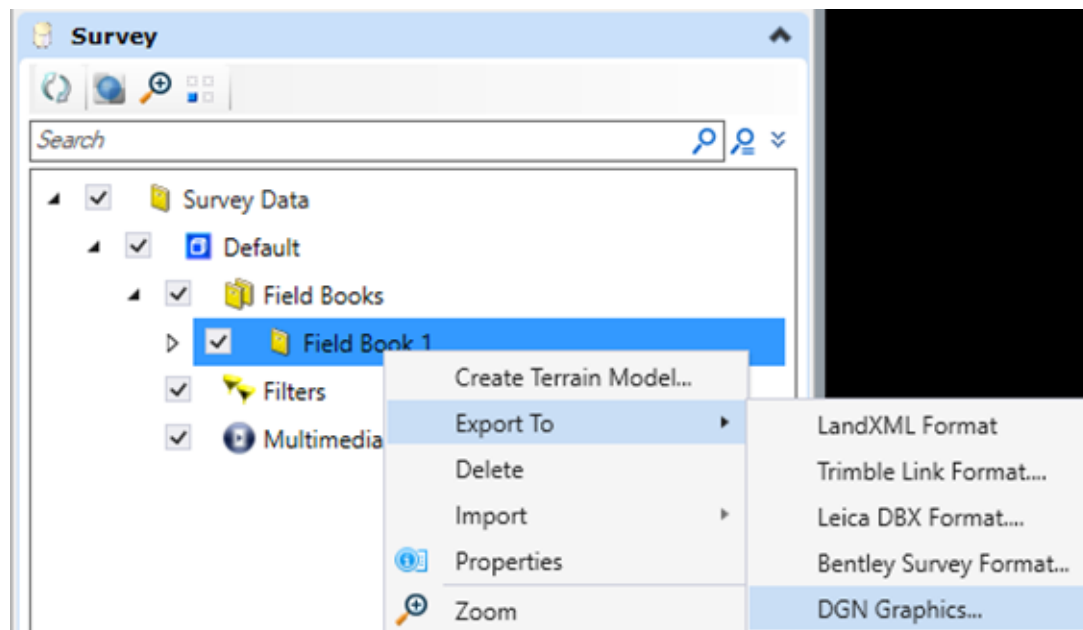 Survey
Search
Survey Data
Default
Field Books
Field Book 1
Filters
Multimedia
Create Terrain Model...
Export To
Delete
Import
Properties
Zoom
LandXML Format
Trimble Link Format....
Leica DBX Format....
Bentley Survey Format...
DGN Graphics...